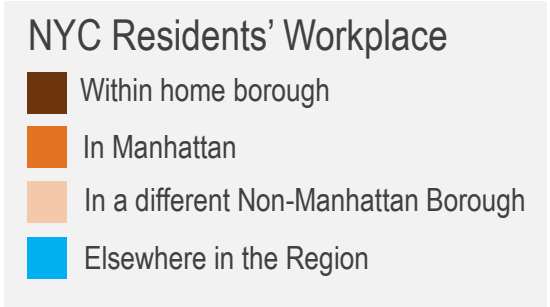 NYC Residents’ Workplace
Within home borough
In Manhattan
In a different Non-Manhattan Borough
Elsewhere in the Region